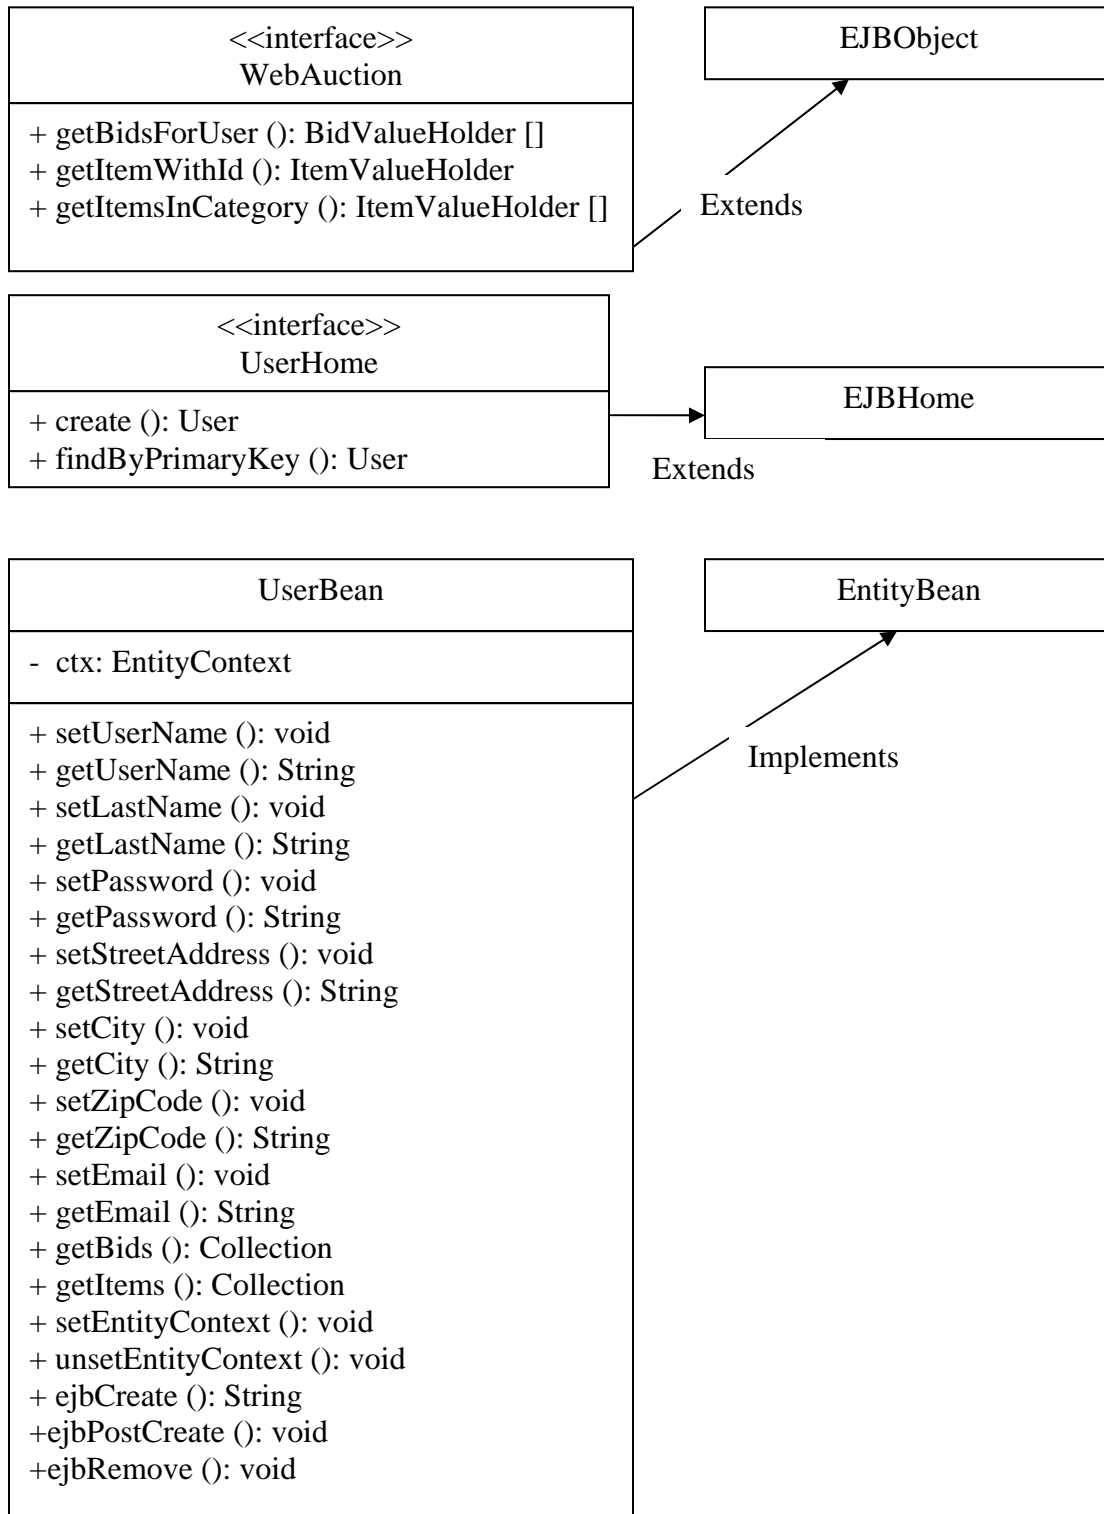 <<interface>>
WebAuction
+ getBidsForUser (): BidValueHolder []
+ getItemWithId (): ItemValueHolder
+ getItemsInCategory (): ItemValueHolder []
EJBObject
Extends
<<interface>>
UserHome
+ create (): User
+ findByPrimaryKey (): User
EJBHome
Extends
UserBean
- ctx: EntityContext
+ setUserName (): void
+ getUserName (): String
+ setLastName (): void
+ getLastName (): String
+ setPassword (): void
+ getPassword (): String
+ setStreetAddress (): void
+ getStreetAddress (): String
+ setCity (): void
+ getCity (): String
+ setZipCode (): void
+ getZipCode (): String
+ setEmail (): void
+ getEmail (): String
+ getBids (): Collection
+ getItems (): Collection
+ setEntityContext (): void
+ unsetEntityContext (): void
+ ejbCreate (): String
+ejbPostCreate (): void
+ejbRemove (): void
EntityBean
Implements